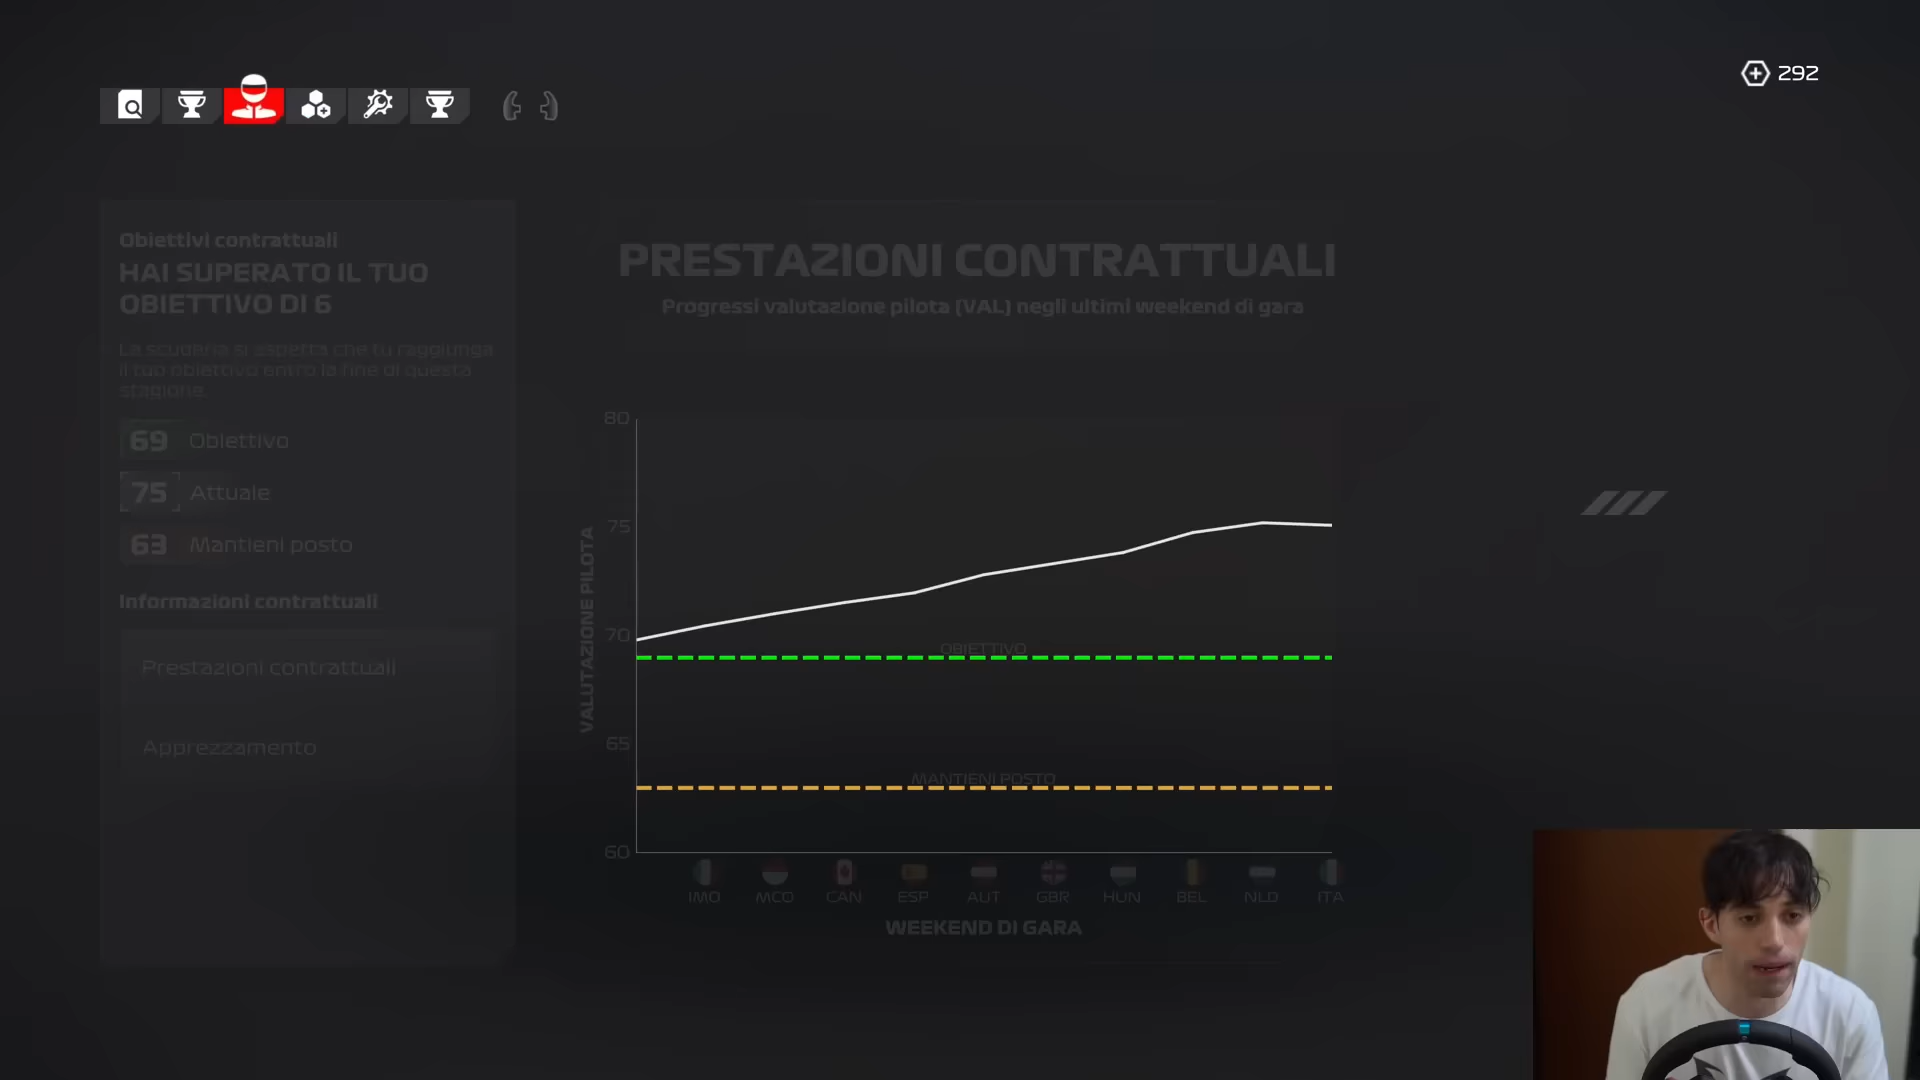 292
Obiettivi contrattuali
HAI SUPERATO IL TUO
OBIETTIVO DI 6
La scuderia si aspetta che tu raggiunga
il tuo obiettivo entro la fine di questa
stagione.
69 Obiettivo
75 Attuale
63 Mantieni posto
Informazioni contrattuali
Prestazioni contrattuali
Apprezzamento
PRESTAZIONI CONTRATTUALI
Progressi valutazione pilota (VAL) negli ultimi weekend di gara
VALUTAZIONE PILOTA
80
75
70
65
60
OBIETTIVO
MANTIENI POSTO
IMO MCO CAN ESP AUT GBR HUN BEL NLD ITA
WEEKEND DI GARA